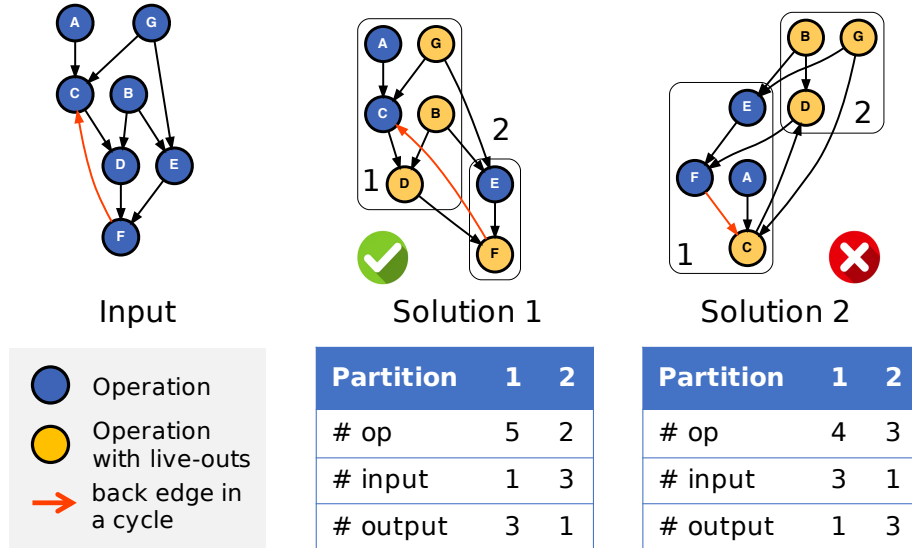 A G
C B
D E
F
Input
A G
C B 2
1 D E
F
Solution 1
B G
E D 2
F A
1 C
Solution 2
Operation
Operation
with live-outs
back edge in
a cycle
Partition 1 2
# op 5 2
# input 1 3
# output 3 1
Partition 1 2
# op 4 3
# input 3 1
# output 1 3